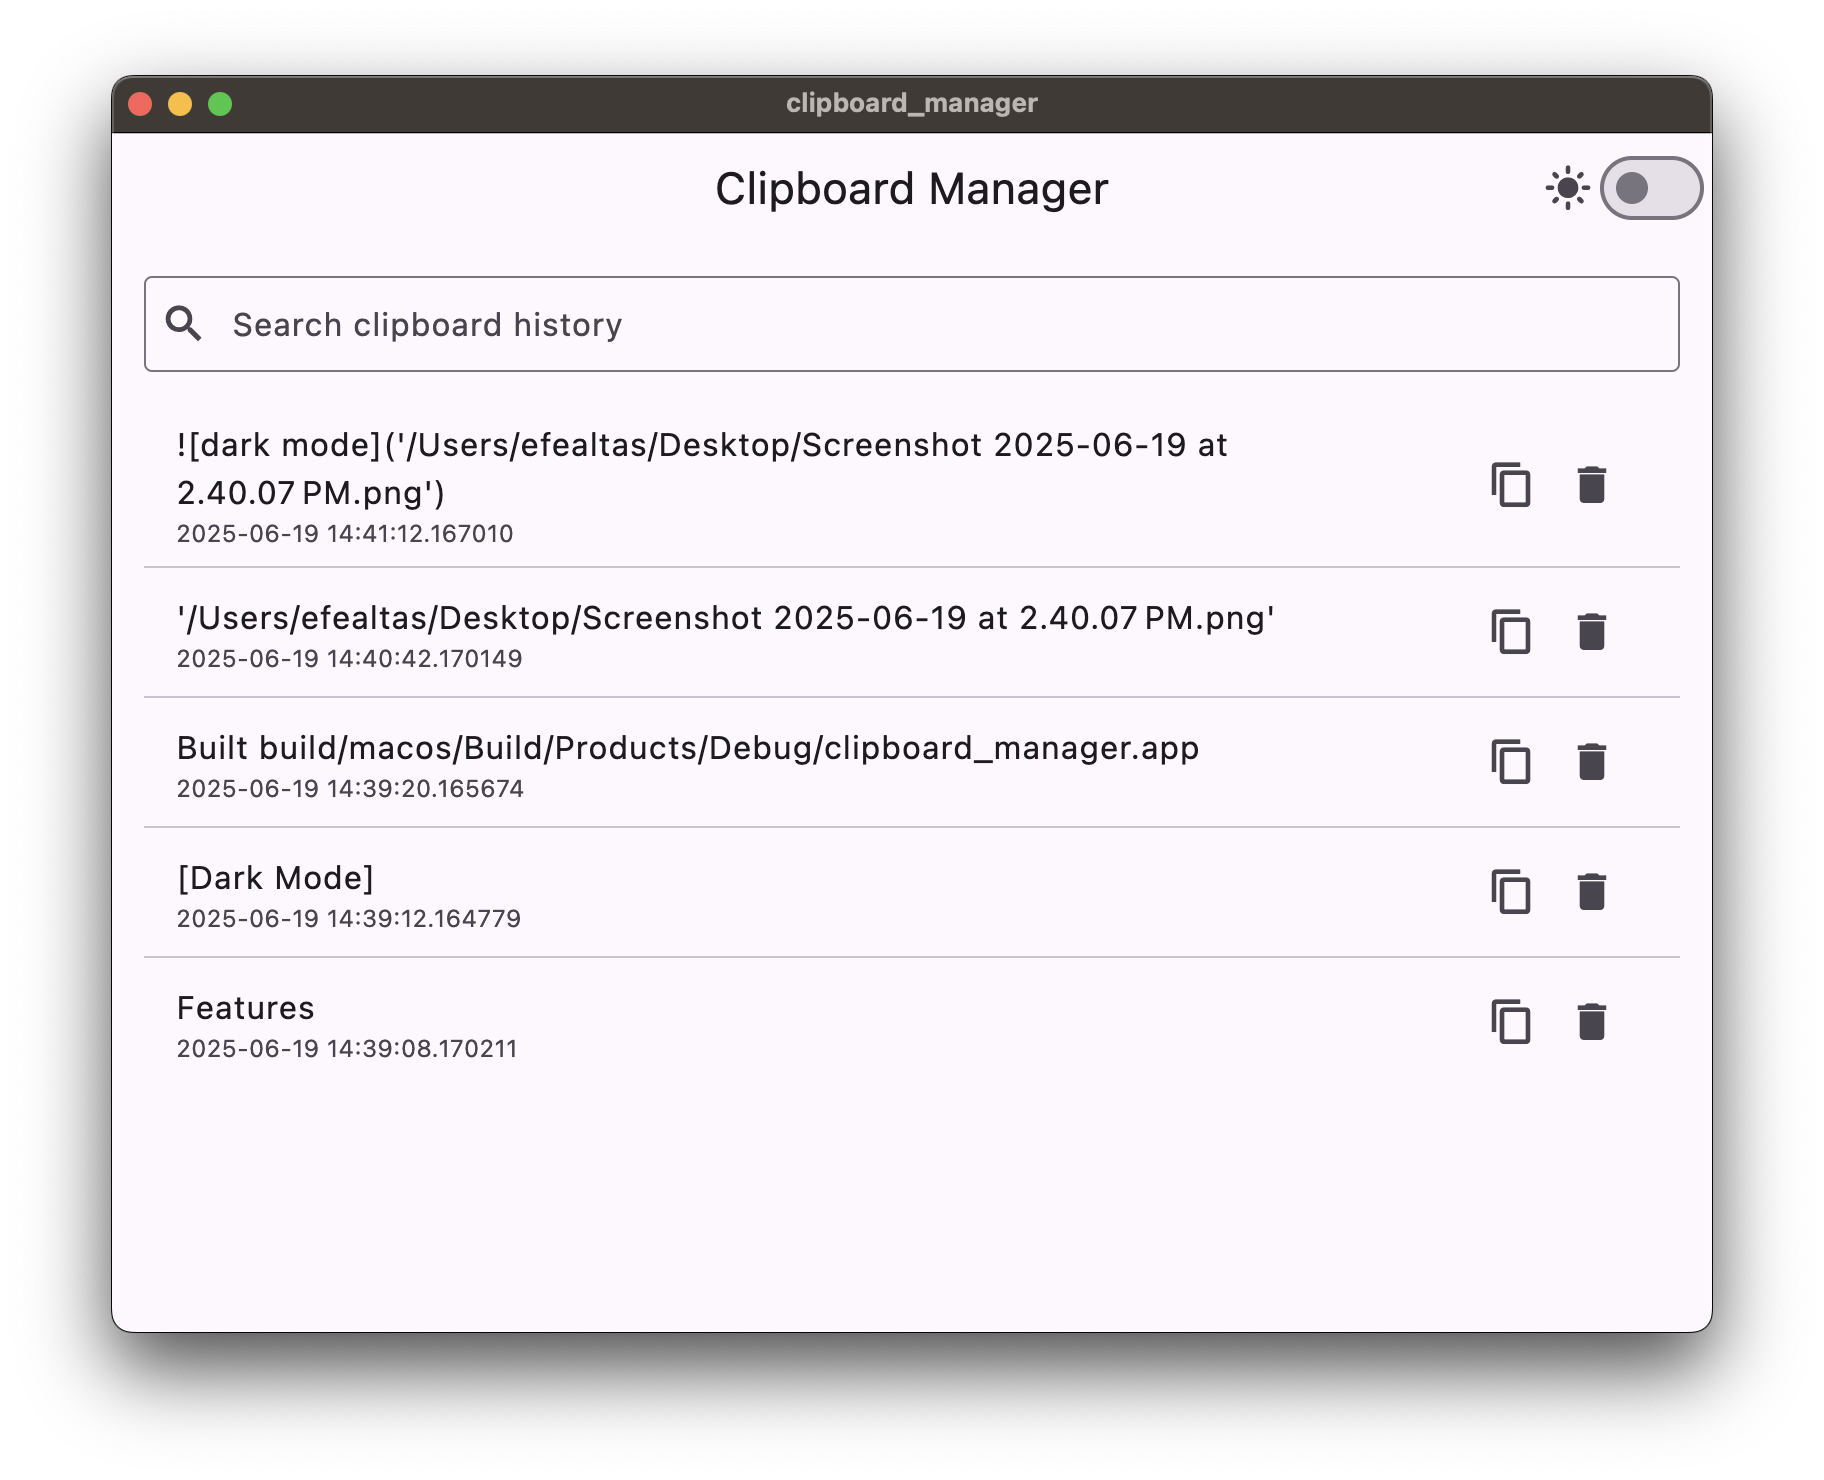 clipboard_manager
Clipboard Manager
Search clipboard history
![dark mode]('/Users/efealtas/Desktop/Screenshot 2025-06-19 at
2.40.07 PM.png')
2025-06-19 14:41:12.167010
'/Users/efealtas/Desktop/Screenshot 2025-06-19 at 2.40.07 PM.png'
2025-06-19 14:40:42.170149
Built build/macos/Build/Products/Debug/clipboard_manager.app
2025-06-19 14:39:20.165674
[Dark Mode]
2025-06-19 14:39:12.164779
Features
2025-06-19 14:39:08.170211